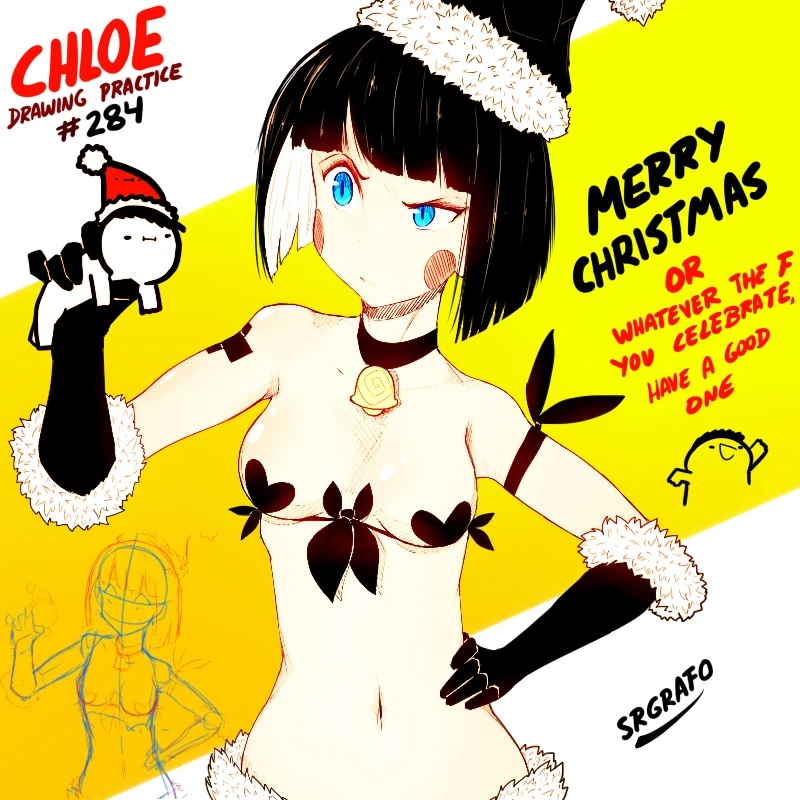 CHLOE
DRAWING PRACTICE
# 284
MERRY
CHRISTMAS
OR
WHATEVER THE F
YOU CELEBRATE,
HAVE A GOOD
ONE
SRGRAFO